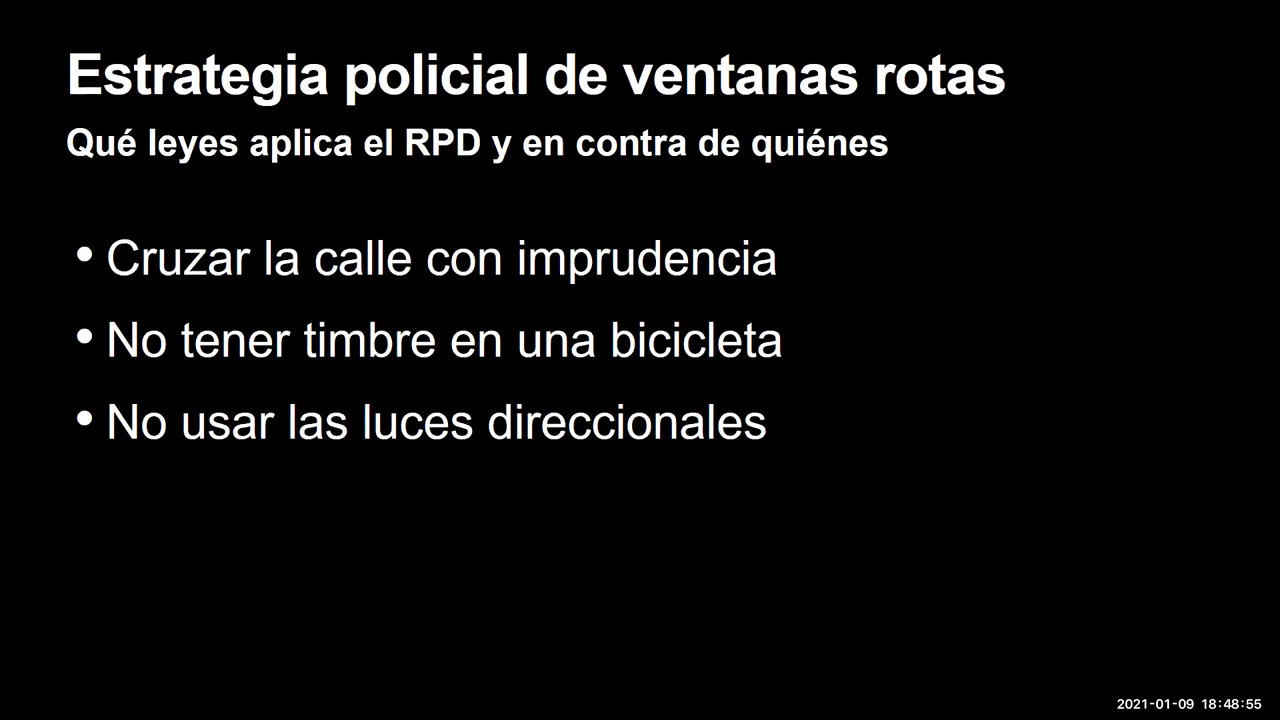 Estrategia policial de ventanas rotas
Qué leyes aplica el RPD y en contra de quiénes
• Cruzar la calle con imprudencia
• No tener timbre en una bicicleta
• No usar las luces direccionales
2021-01-09 18:48:55